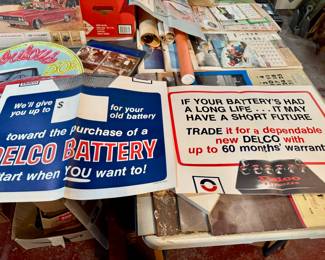 We'll give
you up to
$
for your
old battery
toward the purchase of a
DELCO BATTERY
start when YOU want to!
IF YOUR BATTERY'S HAD
A LONG LIFE... IT MAY
HAVE A SHORT FUTURE
TRADE it for a dependable
new DELCO with
up to 60 months' warranty